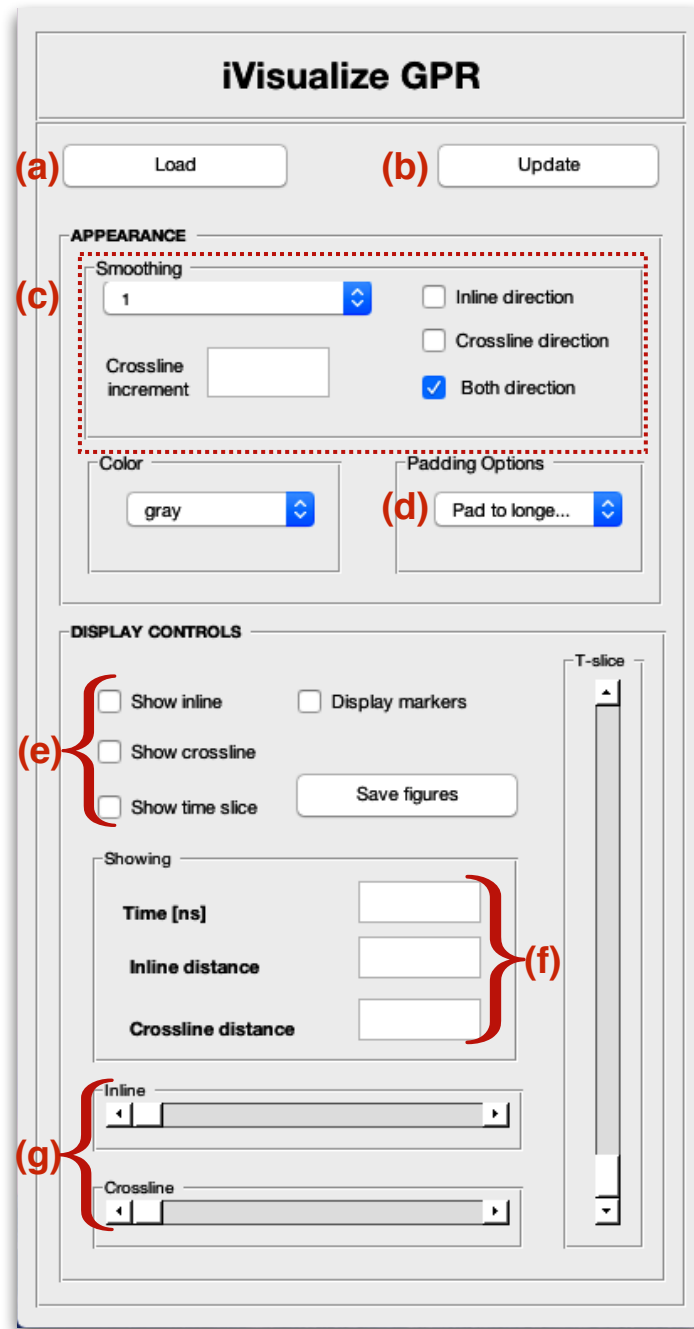 iVisualize GPR
(a) Load (b) Update
APPEARANCE
Smoothing
(c) 1 Inline direction
Crossline direction
Crossline
increment
Both direction
Color Padding Options
gray (d) Pad to longe...
DISPLAY CONTROLS
T-slice
Show inline Display markers
(e) Show crossline
Show time slice Save figures
Showing
Time [ns]
Inline distance (f)
Crossline distance
Inline
(g)
Crossline